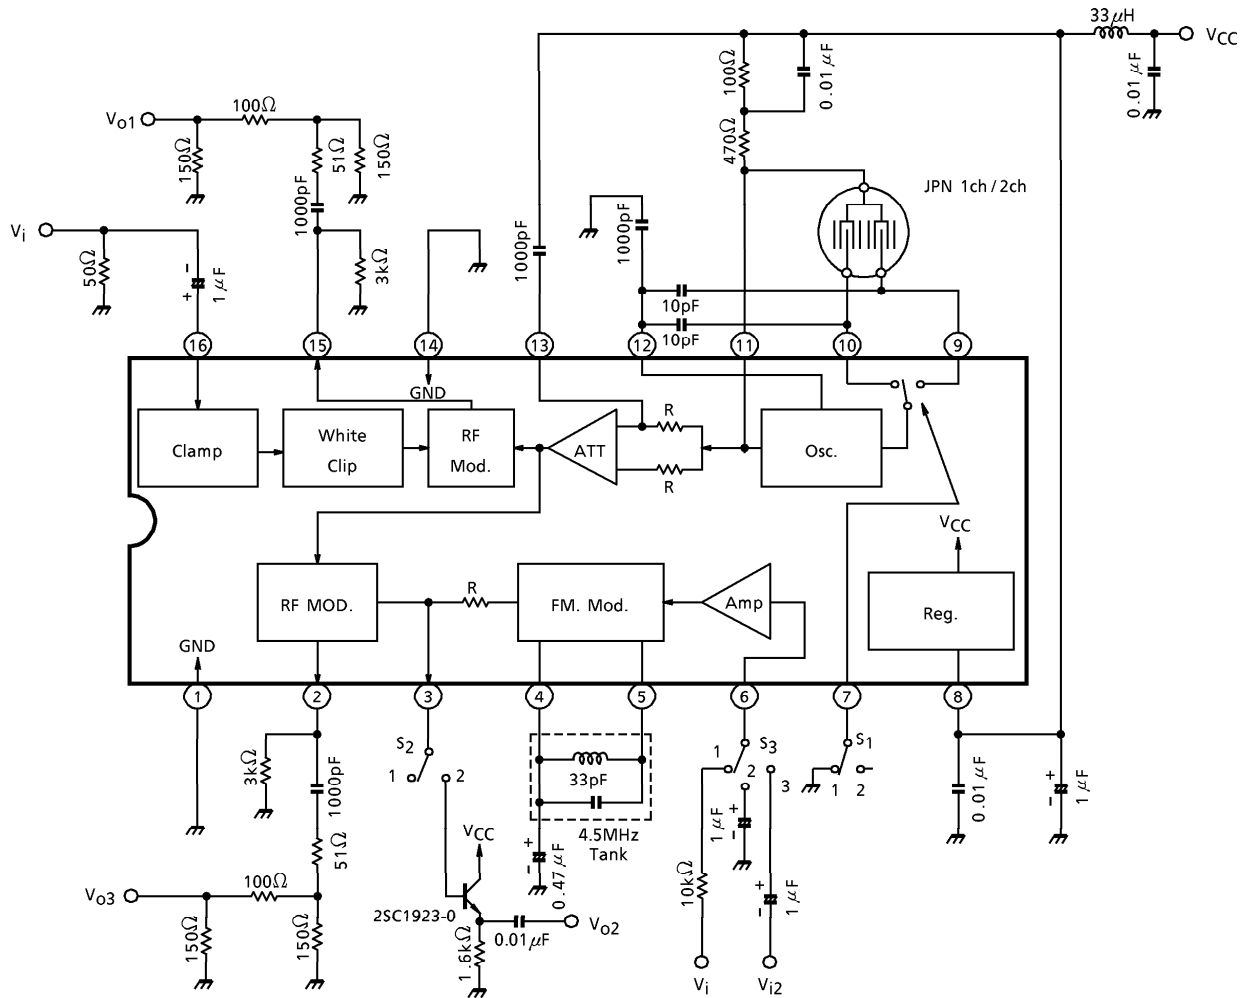 33μH
VCC
0.01μF
100Ω
0.01μF
470Ω
JPN 1ch/2ch
Vo1
100Ω
150Ω
51Ω
150Ω
1000pF
Vi
50Ω
-
+
1μF
3kΩ
1000pF
1000pF
10pF
10pF
16
15
14
13
12
11
10
9
GND
Clamp
White
Clip
RF
Mod.
ATT
R
R
Osc.
VCC
RF MOD.
R
FM. Mod.
Amp
Reg.
GND
1
2
3
4
5
6
7
8
3kΩ
1000pF
51Ω
Vo3
100Ω
150Ω
150Ω
S2
1
2
VCC
2SC1923-0
1.6kΩ
0.01μF
Vo2
33pF
4.5MHz
Tank
+
-
0.47μF
1
S3
2
3
1μF
+
-
10kΩ
+
-
1μF
Vi
Vi2
S1
1
2
0.01μF
+
-
1μF